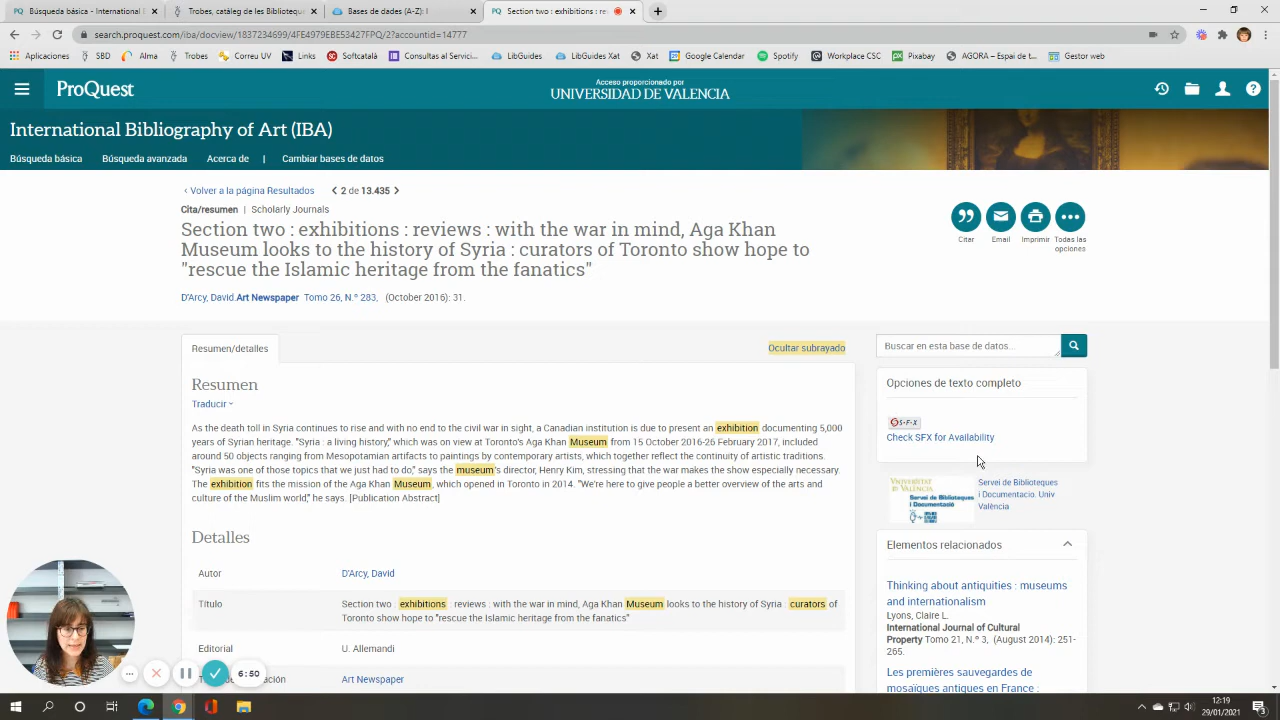 Búsqueda básica - International B
Bases de datos (A-Z) |
Section two : exhibitions : res
search.proquest.com/docview/1837234699/4FE4979EBE53427FPQ/2?accountid=14777
Aplicaciones SBD Alma Trobes Correu UV Links Softcatalà Consultas al Servici... LibGuides LibGuides Xat Xat Google Calendar Spotify Workplace CSC Pixabay AGORA – Espai de t... Gestor web
ProQuest
Acceso proporcionado por
UNIVERSIDAD DE VALENCIA
International Bibliography of Art (IBA)
Búsqueda básica Búsqueda avanzada Acerca de | Cambiar bases de datos
‹ Volver a la página Resultados 2 de 13.435
Cita/resumen | Scholarly Journals
Section two : exhibitions : reviews : with the war in mind, Aga Khan
Museum looks to the history of Syria : curators of Toronto show hope to
"rescue the Islamic heritage from the fanatics"
D'Arcy, David.Art Newspaper Tomo 26, N.º 283, (October 2016): 31.
Citar Email Imprimir Todas las
opciones
Resumen/detalles
Ocultar subrayado
Resumen
Traducir
As the death toll in Syria continues to rise and with no end to the civil war in sight, a Canadian institution is due to present an exhibition documenting 5,000
years of Syrian heritage. "Syria : a living history," which was on view at Toronto's Aga Khan Museum from 15 October 2016-26 February 2017, included
around 50 objects ranging from Mesopotamian artifacts to paintings by contemporary artists, which together reflect the continuity of artistic traditions.
"Syria was one of those topics that we just had to do," says the museum's director, Henry Kim, stressing that the war makes the show especially necessary.
The exhibition fits the mission of the Aga Khan Museum, which opened in Toronto in 2014. "We're here to give people a better overview of the arts and
culture of the Muslim world," he says. [Publication Abstract]
Detalles
Autor D'Arcy, David
Título Section two : exhibitions : reviews : with the war in mind, Aga Khan Museum looks to the history of Syria : curators of
Toronto show hope to "rescue the Islamic heritage from the fanatics"
Editorial U. Allemandi
Art Newspaper
Buscar en esta base de datos...
Opciones de texto completo
S·F·X
Check SFX for Availability
VNIVERSITAT
ID VALÈNCIA
Servei de Biblioteques
i Documentació
Servei de Biblioteques
i Documentacio. Univ
València
Elementos relacionados
Thinking about antiquities : museums
and internationalism
Lyons, Claire L.
International Journal of Cultural
Property Tomo 21, N.º 3, (August 2014): 251-
265.
Les premières sauvegardes de
mosaïques antiques en France :
6:50
12:19
29/01/2021